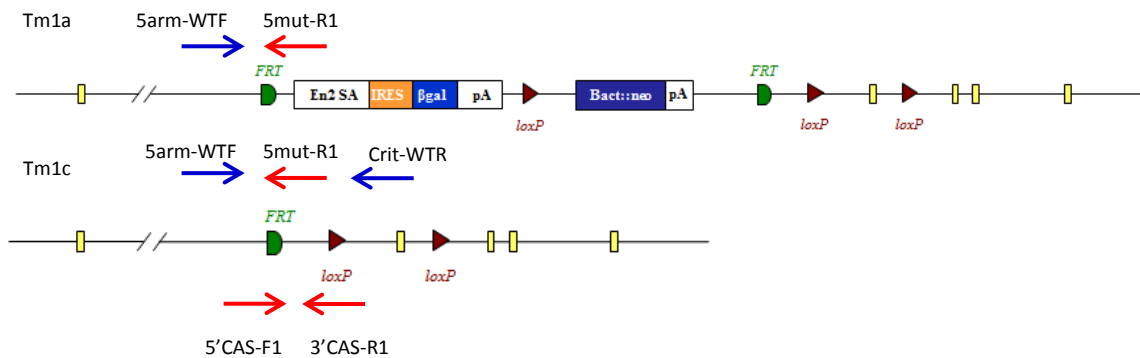 Tm1a 5arm-WTF 5mut-R1
FRT FRT
En2 SA IRES βgal pA Bact::neo pA
loxP loxP loxP
Tm1c 5arm-WTF 5mut-R1 Crit-WTR
FRT
loxP loxP
5’CAS-F1 3’CAS-R1